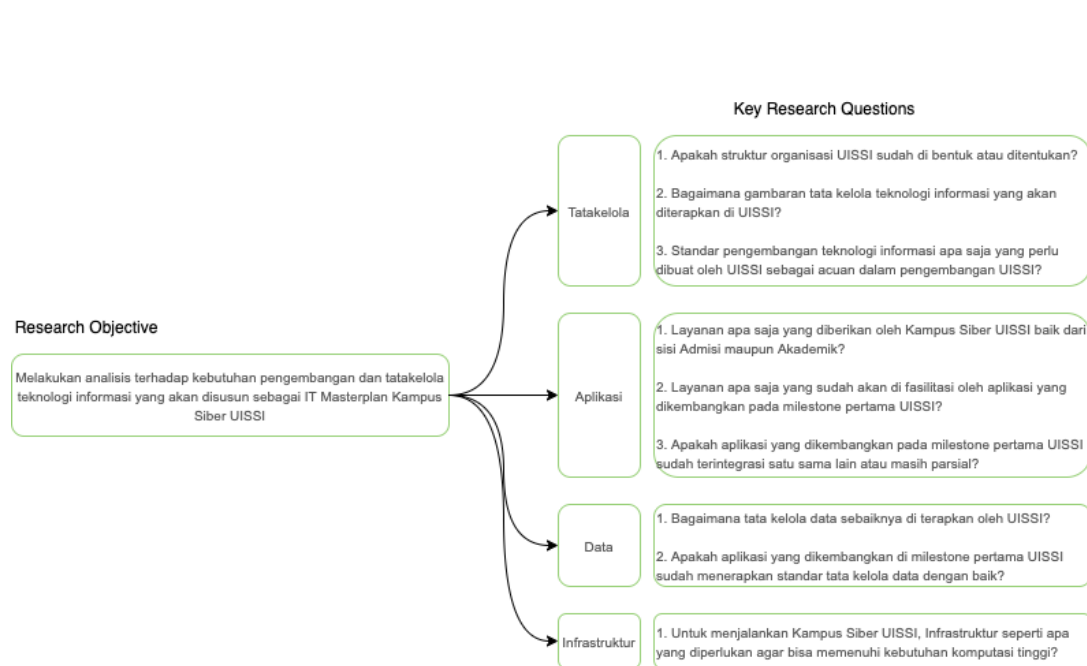 Key Research Questions
Tatakelola
1. Apakah struktur organisasi UISSI sudah di bentuk atau ditentukan?
2. Bagaimana gambaran tata kelola teknologi informasi yang akan
diterapkan di UISSI?
3. Standar pengembangan teknologi informasi apa saja yang perlu
dibuat oleh UISSI sebagai acuan dalam pengembangan UISSI?
Research Objective
Melakukan analisis terhadap kebutuhan pengembangan dan tatakelola
teknologi informasi yang akan disusun sebagai IT Masterplan Kampus
Siber UISSI
Aplikasi
1. Layanan apa saja yang diberikan oleh Kampus Siber UISSI baik dari
sisi Admisi maupun Akademik?
2. Layanan apa saja yang sudah akan di fasilitasi oleh aplikasi yang
dikembangkan pada milestone pertama UISSI?
3. Apakah aplikasi yang dikembangkan pada milestone pertama UISSI
sudah terintegrasi satu sama lain atau masih parsial?
Data
1. Bagaimana tata kelola data sebaiknya di terapkan oleh UISSI?
2. Apakah aplikasi yang dikembangkan di milestone pertama UISSI
sudah menerapkan standar tata kelola data dengan baik?
Infrastruktur
1. Untuk menjalankan Kampus Siber UISSI, Infrastruktur seperti apa
yang diperlukan agar bisa memenuhi kebutuhan komputasi tinggi?